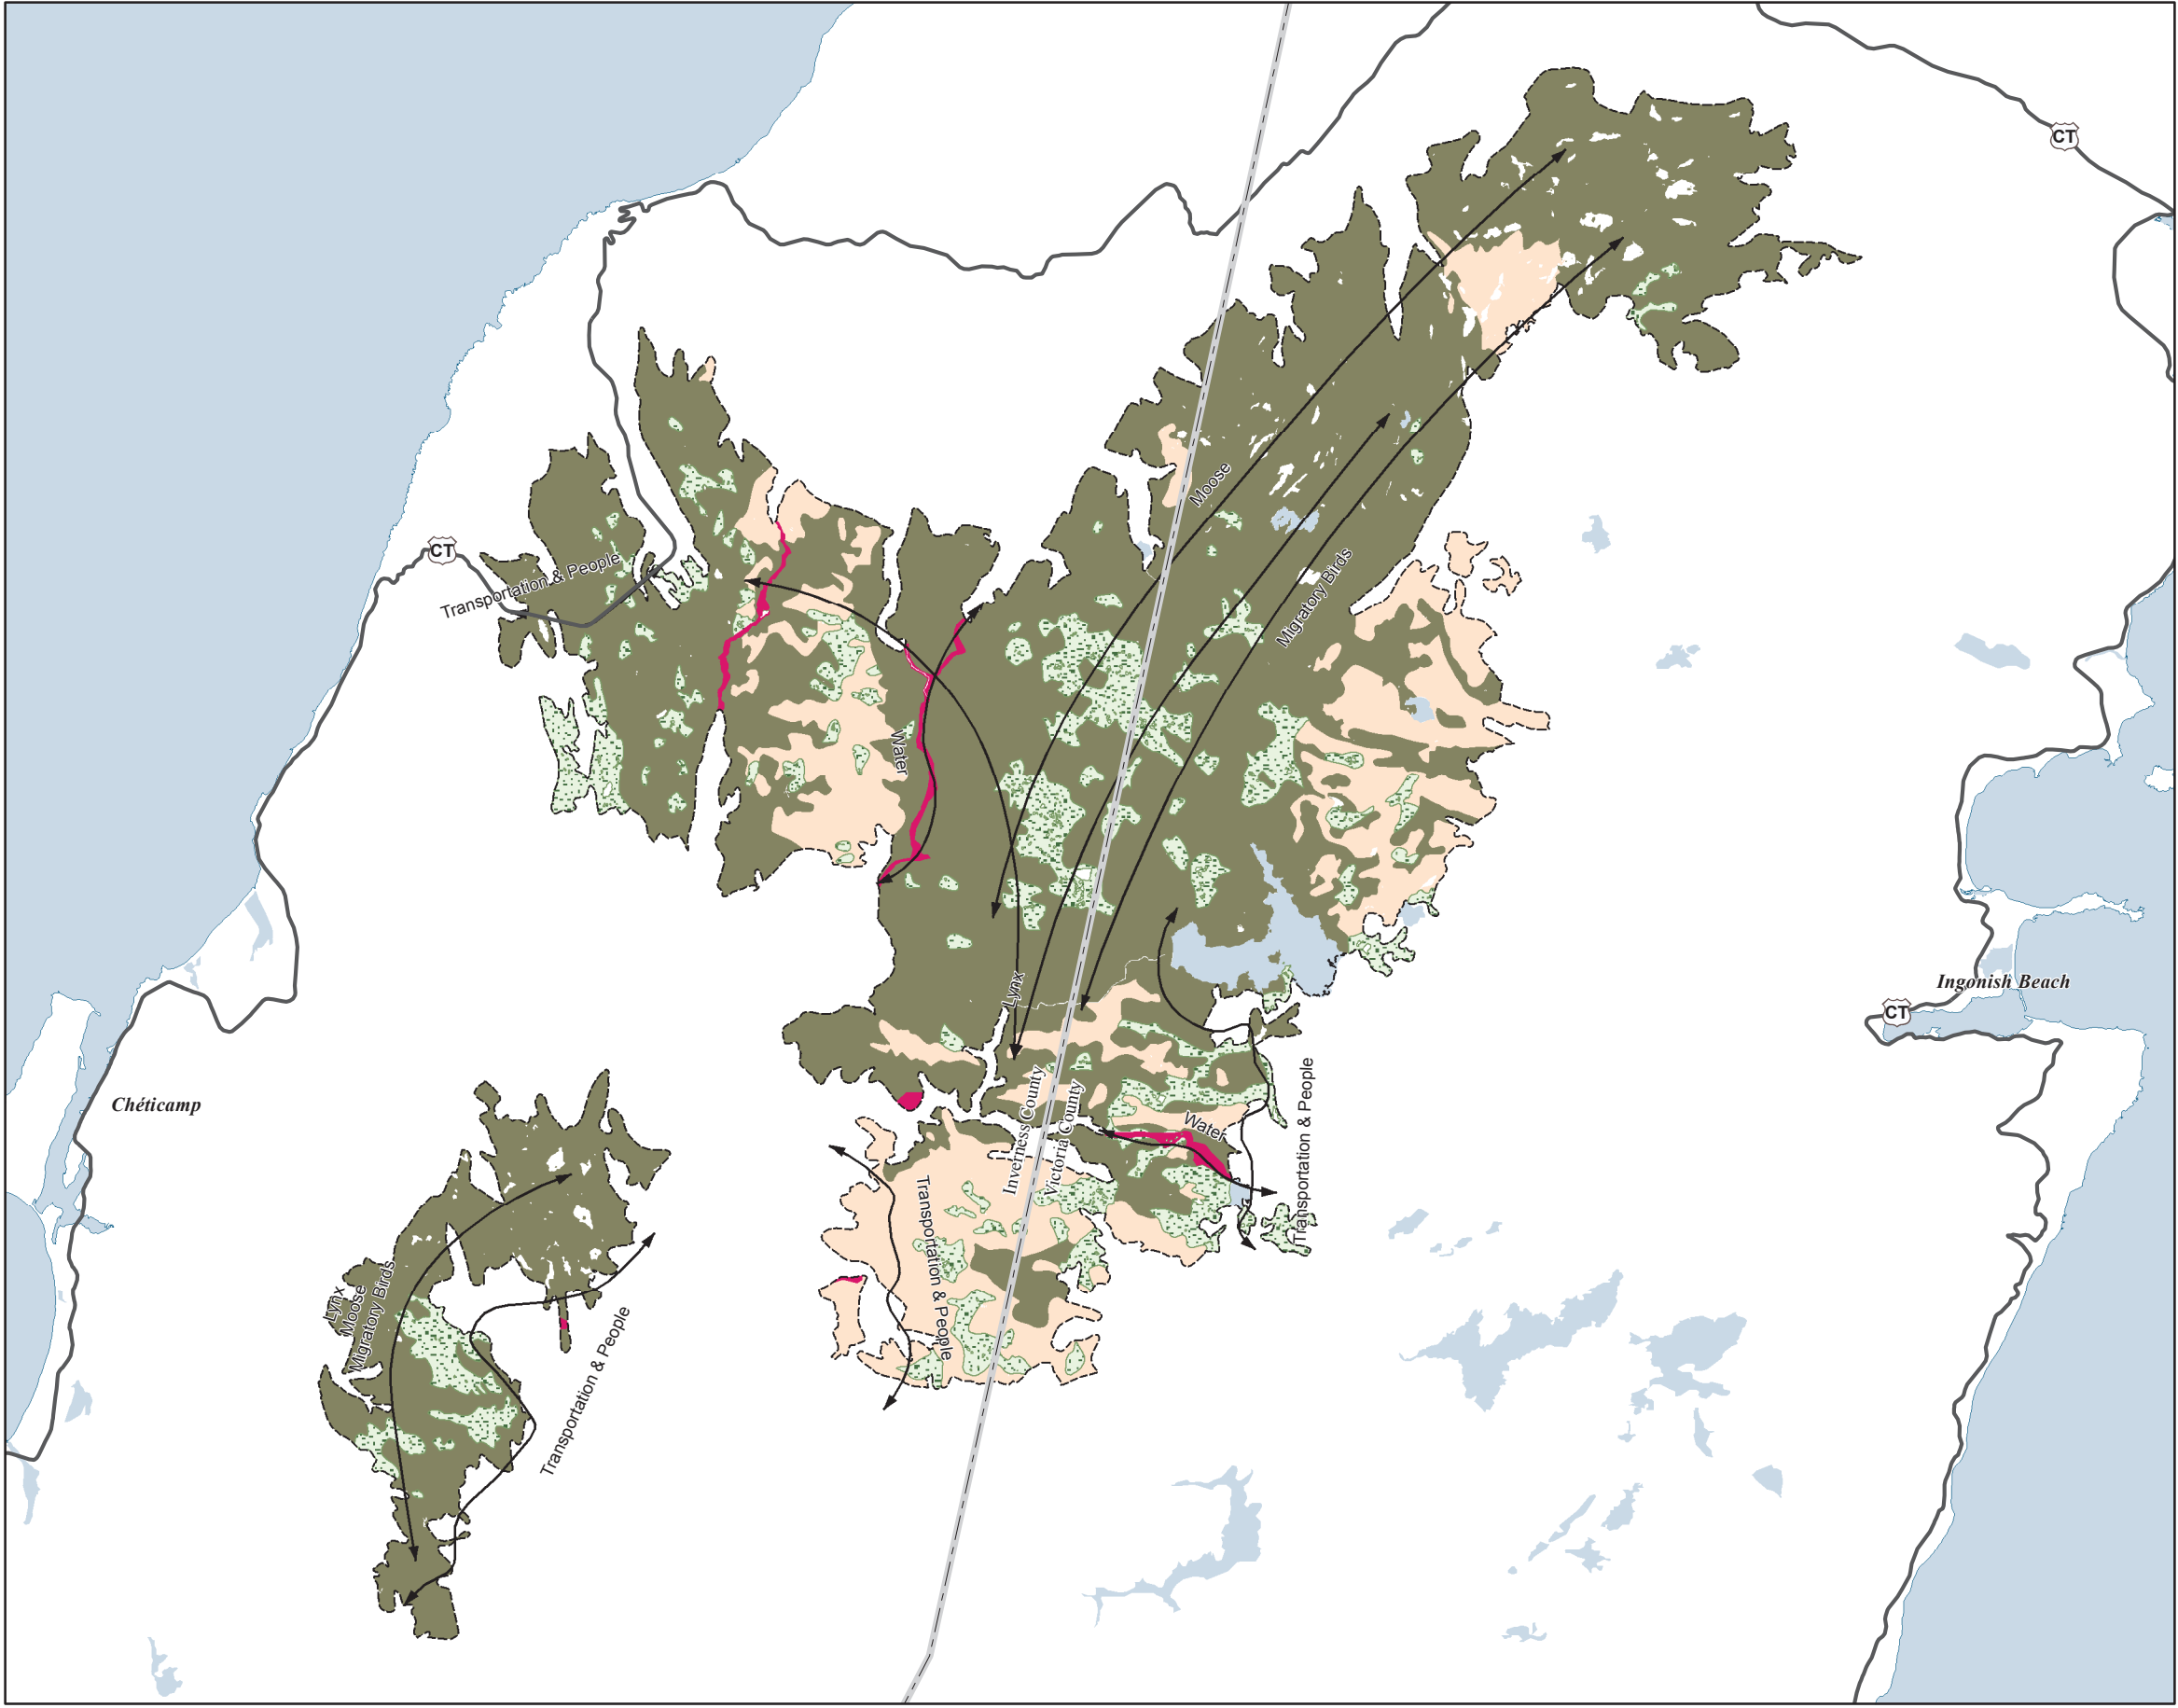 CT
Moose
CT
Transportation & People
Migratory Birds
Water
Lynx
Ingonish Beach
CT
Chéticamp
Inverness County
Victoria County
Water
Transportation & People
Transportation & People
Lynx
Moose
Migratory Birds
Transportation & People